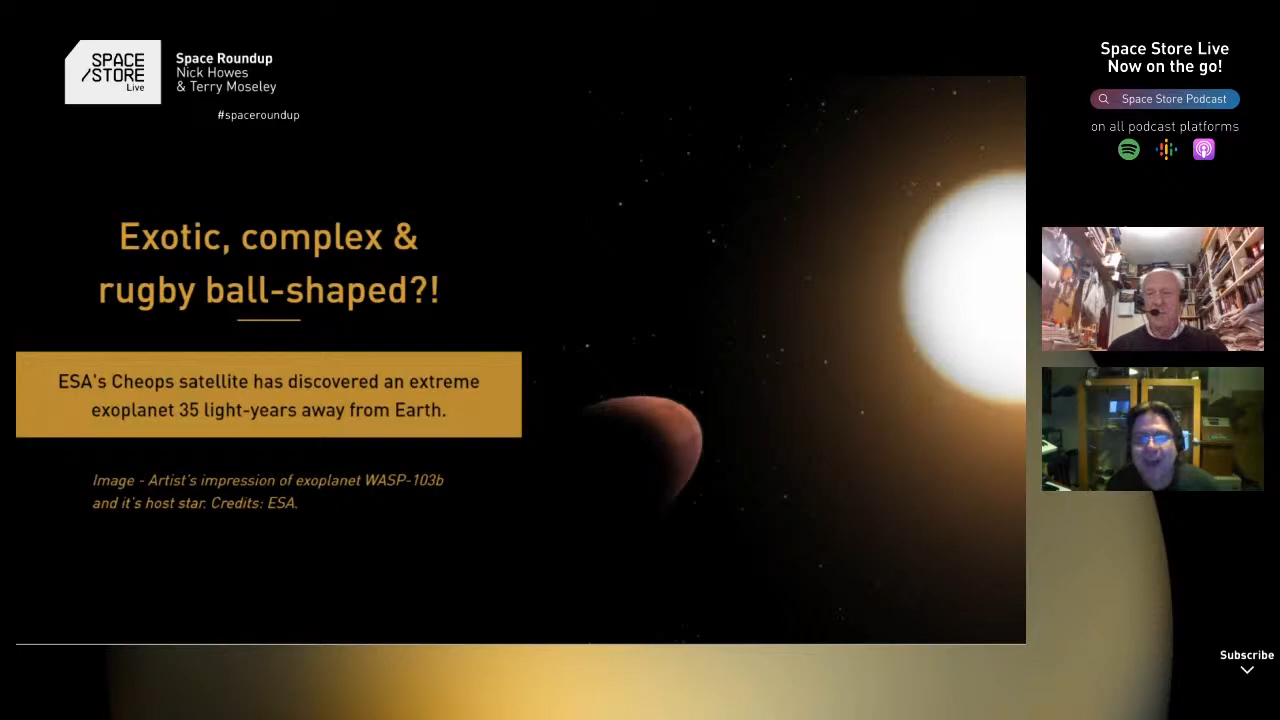 SPACE
/STORE
Live
Space Roundup
Nick Howes
& Terry Moseley
#spaceroundup
Exotic, complex &
rugby ball-shaped?!
ESA's Cheops satellite has discovered an extreme
exoplanet 35 light-years away from Earth.
Image - Artist's impression of exoplanet WASP-103b
and it's host star. Credits: ESA.
Space Store Live
Now on the go!
Space Store Podcast
on all podcast platforms
Subscribe